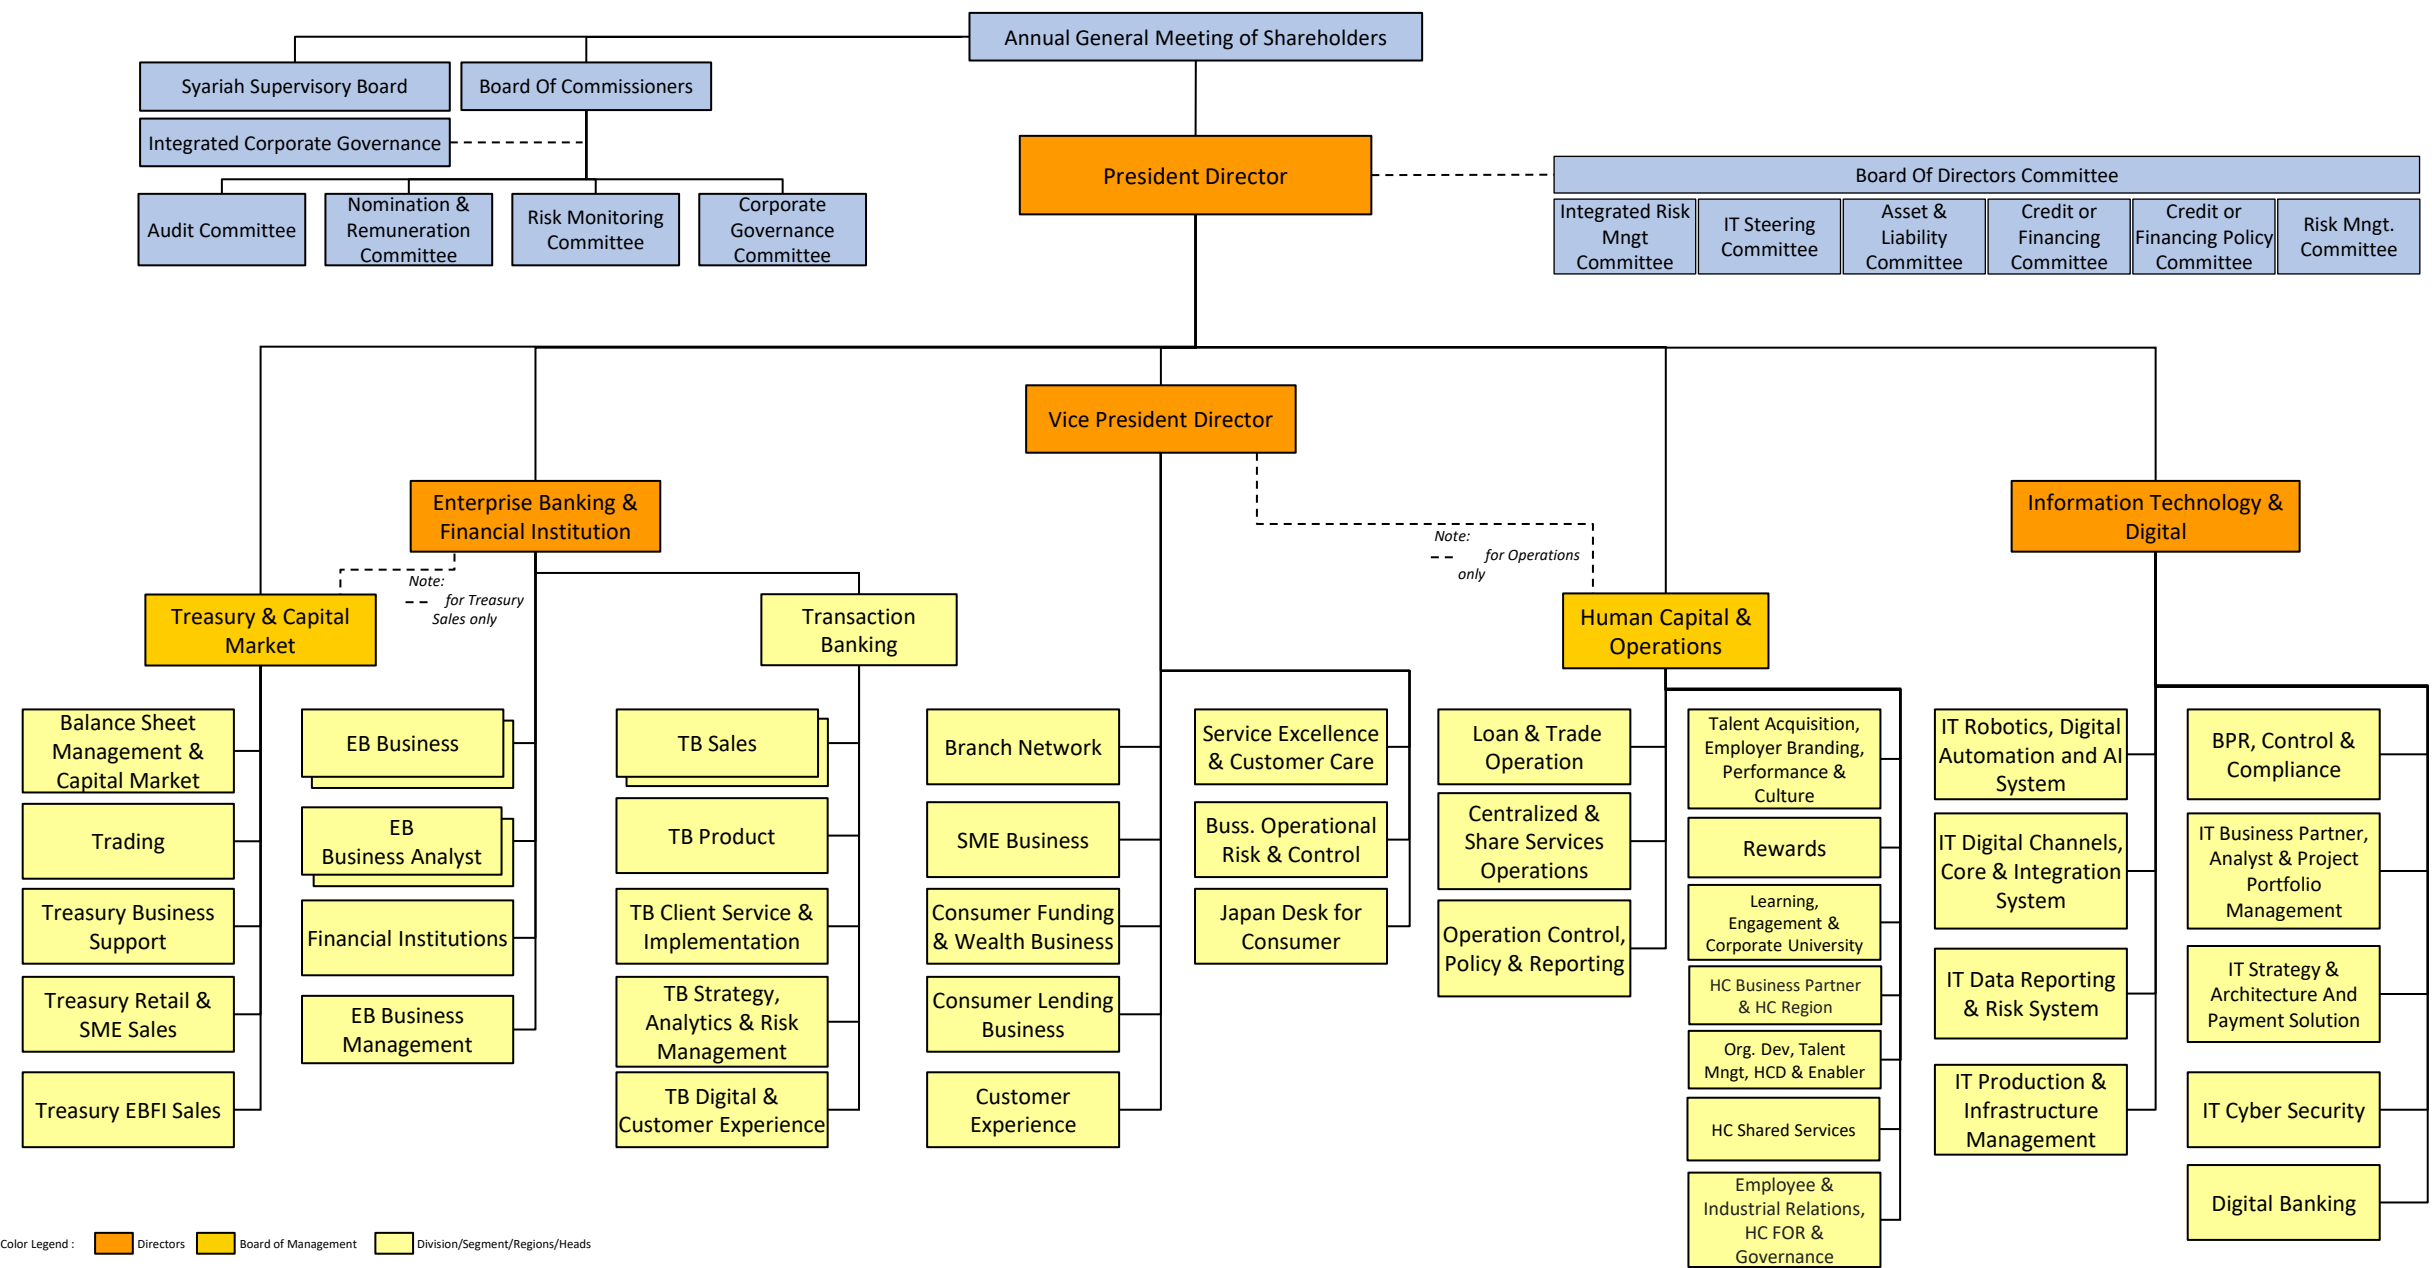 Annual General Meeting of Shareholders
Syariah Supervisory Board
Board Of Commissioners
Integrated Corporate Governance
President Director
Board Of Directors Committee
Audit Committee
Nomination &
Remuneration
Committee
Risk Monitoring
Committee
Corporate
Governance
Committee
Integrated Risk
Mngt
Committee
IT Steering
Committee
Asset &
Liability
Committee
Credit or
Financing
Committee
Credit or
Financing Policy
Committee
Risk Mngt.
Committee
Vice President Director
Enterprise Banking &
Financial Institution
Information Technology &
Digital
Note:
for Operations
only
Note:
for Treasury
Sales only
Treasury & Capital
Market
Transaction
Banking
Human Capital &
Operations
Balance Sheet
Management &
Capital Market
Trading
Treasury Business
Support
Treasury Retail &
SME Sales
Treasury EBFI Sales
EB Business
EB
Business Analyst
Financial Institutions
EB Business
Management
TB Sales
TB Product
TB Client Service &
Implementation
TB Strategy,
Analytics & Risk
Management
TB Digital &
Customer Experience
Branch Network
SME Business
Consumer Funding
& Wealth Business
Consumer Lending
Business
Customer
Experience
Service Excellence
& Customer Care
Buss. Operational
Risk & Control
Japan Desk for
Consumer
Loan & Trade
Operation
Centralized &
Share Services
Operations
Operation Control,
Policy & Reporting
Talent Acquisition,
Employer Branding,
Performance &
Culture
Rewards
Learning,
Engagement &
Corporate University
HC Business Partner
& HC Region
Org. Dev, Talent
Mngt, HCD & Enabler
HC Shared Services
Employee &
Industrial Relations,
HC FOR &
Governance
IT Robotics, Digital
Automation and AI
System
IT Digital Channels,
Core & Integration
System
IT Data Reporting
& Risk System
IT Production &
Infrastructure
Management
BPR, Control &
Compliance
IT Business Partner,
Analyst & Project
Portfolio
Management
IT Strategy &
Architecture And
Payment Solution
IT Cyber Security
Digital Banking
Color Legend :
Directors
Board of Management
Division/Segment/Regions/Heads